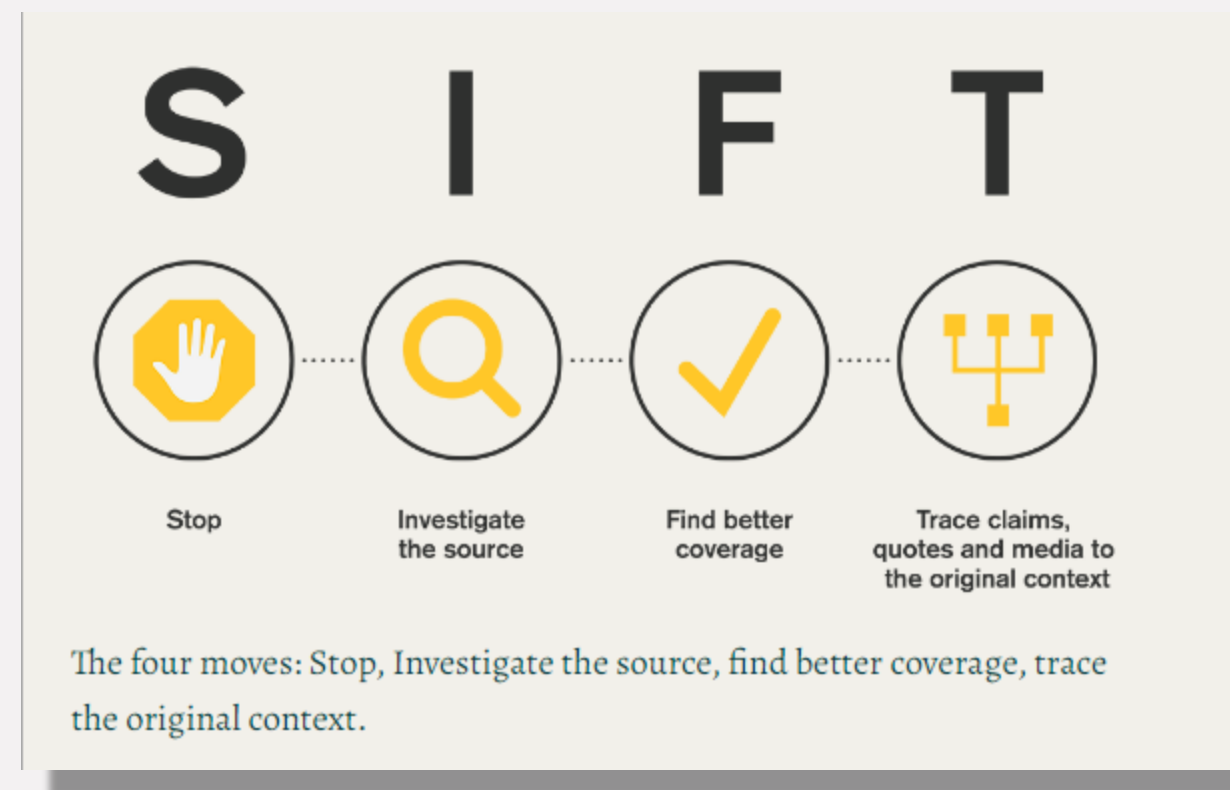 S I F T
Stop
Investigate
the source
Find better
coverage
Trace claims,
quotes and media to
the original context
The four moves: Stop, Investigate the source, find better coverage, trace
the original context.